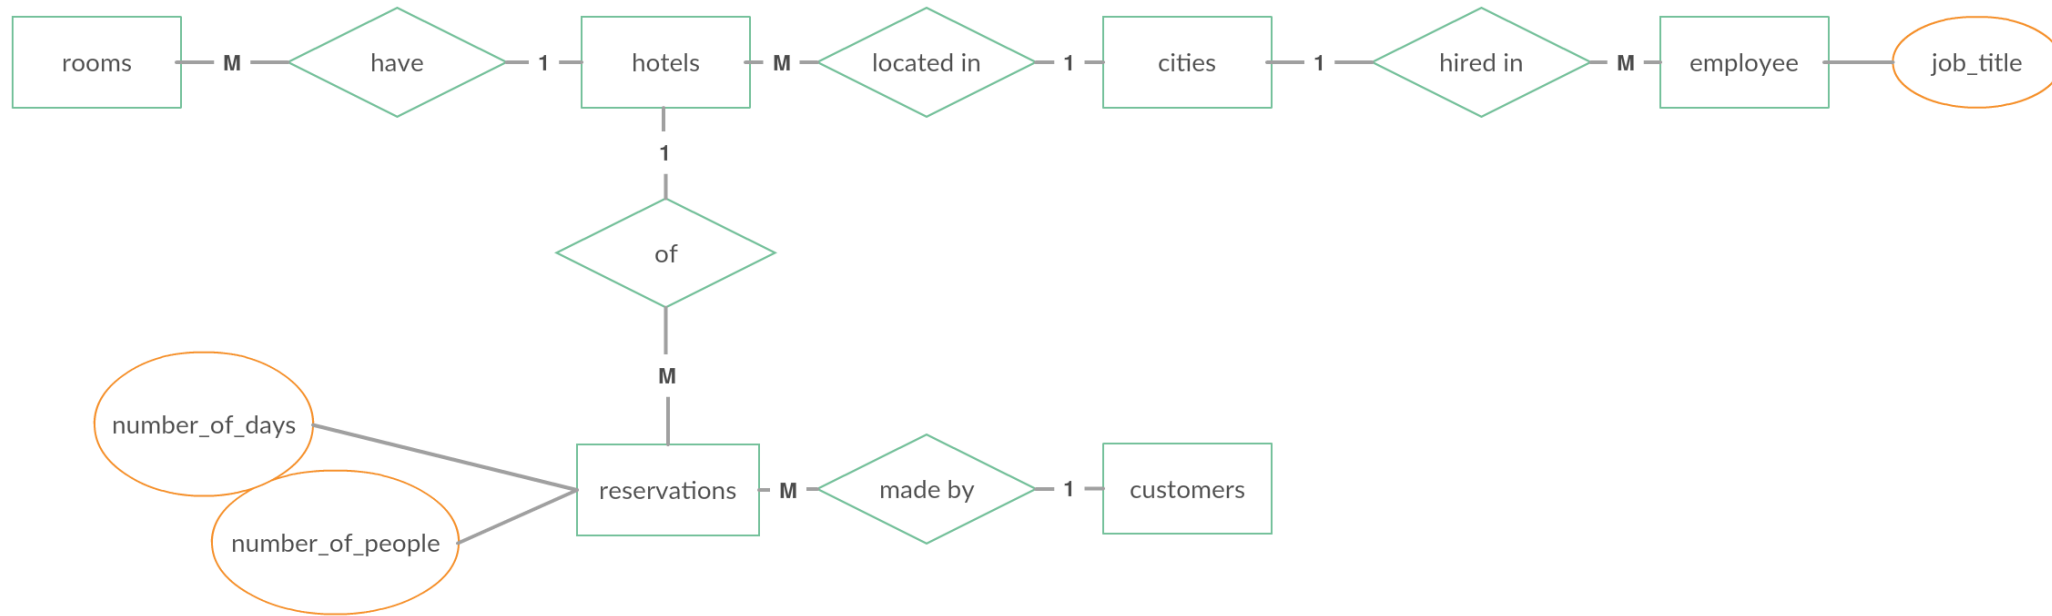 rooms M have 1 hotels M located in 1 cities 1 hired in M employee job_title
1
of
M
number_of_days
reservations M made by 1 customers
number_of_people